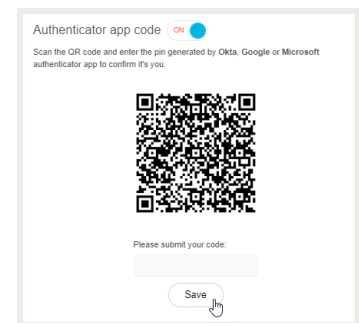 Authenticator app code ON
Scan the QR code and enter the pin generated by Okta, Google or Microsoft
authenticator app to confirm it's you.
Please submit your code:
Save